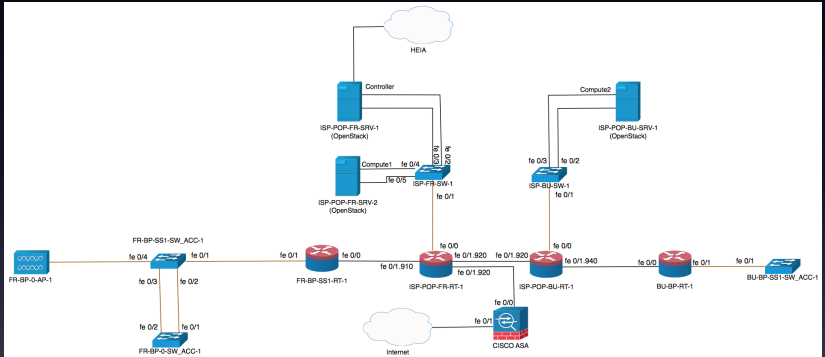 HEIA
Controller
Compute2
ISP-POP-FR-SRV-1
(OpenStack)
ISP-POP-BU-SRV-1
(OpenStack)
fe 0/3
fe 0/2
Compute1
fe 0/4
fe 0/5
ISP-FR-SW-1
fe 0/3
fe 0/2
ISP-BU-SW-1
ISP-POP-FR-SRV-2
(OpenStack)
fe 0/1
fe 0/1
FR-BP-SS1-SW_ACC-1
fe 0/0
fe 0/0
fe 0/4
fe 0/1
fe 0/1
fe 0/0
fe 0/1.910
fe 0/1.920
fe 0/1.920
fe 0/1.920
fe 0/1.940
fe 0/0
fe 0/1
FR-BP-0-AP-1
FR-BP-SS1-RT-1
ISP-POP-FR-RT-1
ISP-POP-BU-RT-1
BU-BP-RT-1
BU-BP-SS1-SW_ACC-1
fe 0/3
fe 0/2
fe 0/0
fe 0/2
fe 0/1
fe 0/1
FR-BP-0-SW_ACC-1
Internet
CISCO ASA